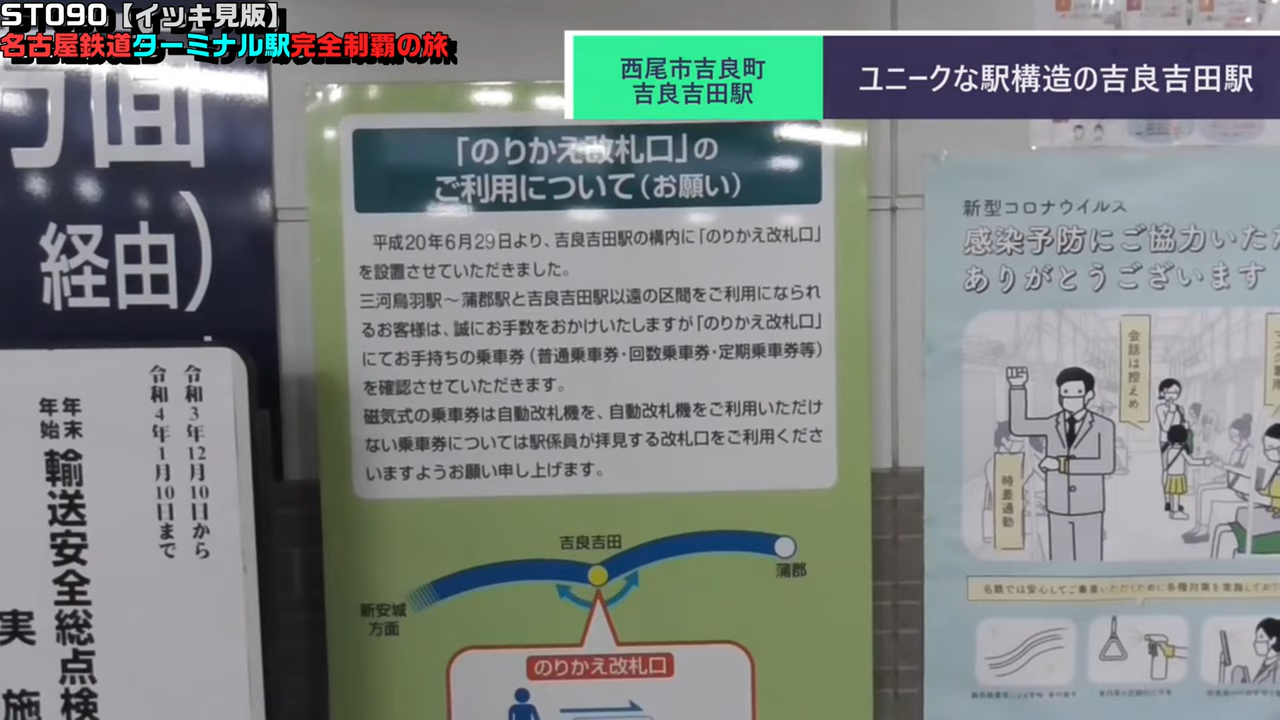 ST090【イッキ見版】
名古屋鉄道ターミナル駅完全制覇の旅
西尾市吉良町
吉良吉田駅
ユニークな駅構造の吉良吉田駅
方面
経由)
「のりかえ改札口」の
ご利用について(お願い)
平成20年6月29日より、吉良吉田駅の構内に「のりかえ改札口」
を設置させていただきました。
三河鳥羽駅～蒲郡駅と吉良吉田駅以遠の区間をご利用になられ
るお客様は、誠にお手数をおかけいたしますが「のりかえ改札口」
にてお手持ちの乗車券(普通乗車券・回数乗車券・定期乗車券等)
を確認させていただきます。
磁気式の乗車券は自動改札機を、自動改札機をご利用いただけ
ない乗車券については駅係員が拝見する改札口をご利用くださ
いますようお願い申し上げます。
吉良吉田
蒲郡
新安城
方面
のりかえ改札口
令和3年12月10日から
令和4年1月10日まで
年末
年始
輸送安全総点検
実施
新型コロナウイルス
感染予防にご協力いただ
ありがとうございます
会話は控えめ
時差通勤
名鉄では安心してご乗車いただくために各種対策を実施してお